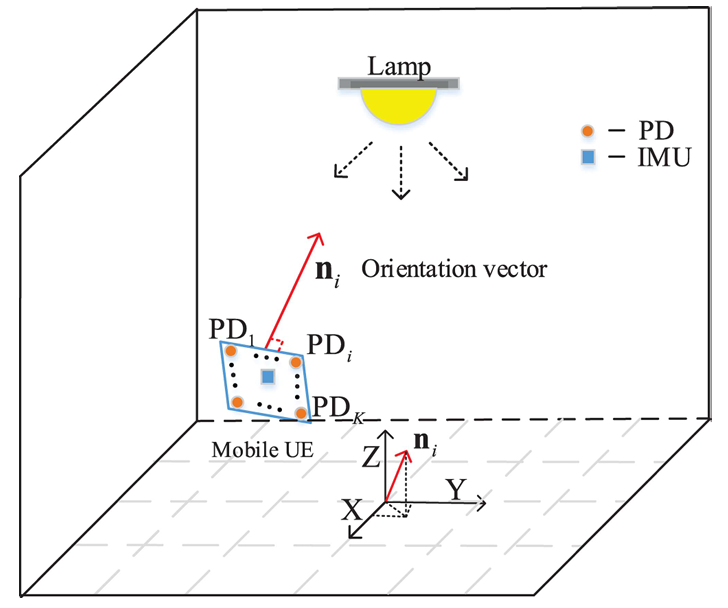 Lamp
— PD
— IMU
n_i Orientation vector
PD_1
PD_i
PD_K
Mobile UE
n_i
Z
Y
X